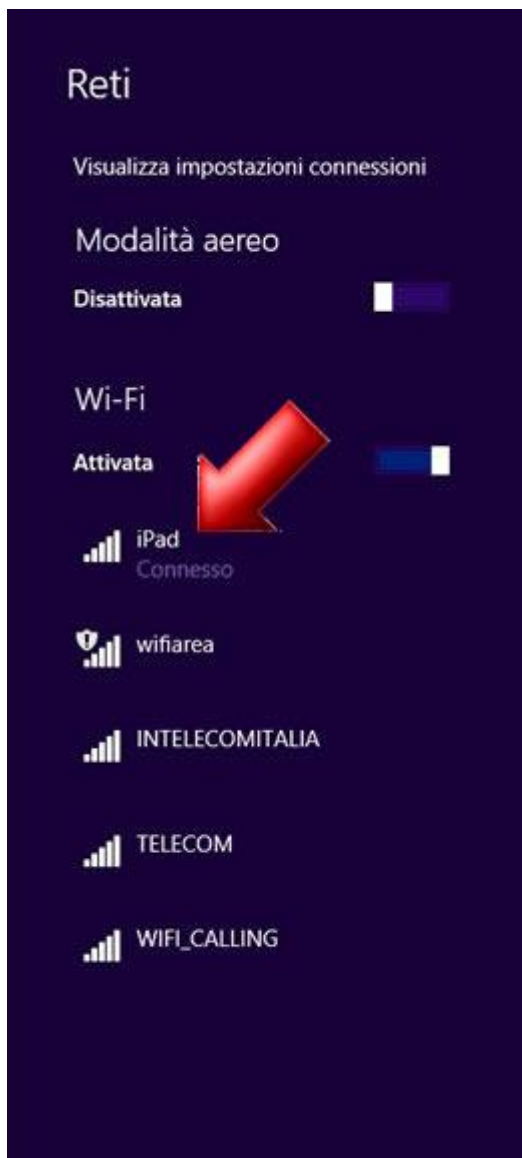 Reti
Visualizza impostazioni connessioni
Modalità aereo
Disattivata
Wi-Fi
Attivata
iPad
Connesso
wifiarea
INTELECOMITALIA
TELECOM
WIFI_CALLING